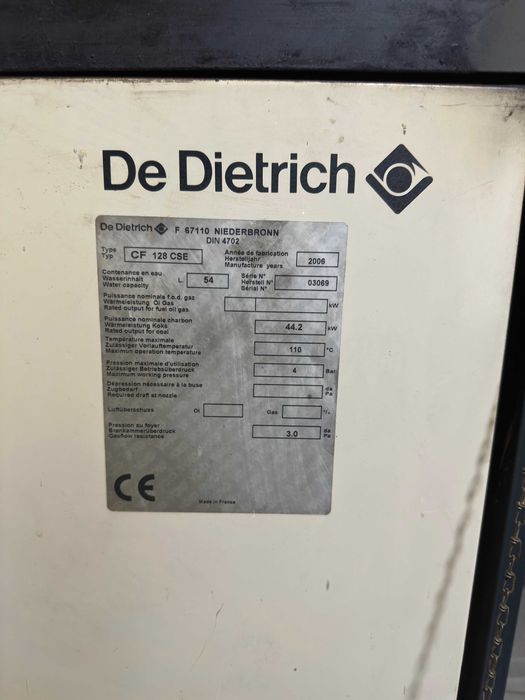 De Dietrich
De Dietrich F 67110 NIEDERBRONN
DIN 4702
Type
Typ
CF 128 CSE
Année de fabrication
Herstelljahr
Manufacture years
2006
Contenance en eau
Wasserinhalt
Water capacity
L
54
Série N°
Herstell N°
Sérial N°
03069
Puissance nominale f.o.d. gaz
Wärmeleistung Öl Gas
Rated output for fuel oil gas
kW
Puissance nominale charbon
Wärmeleistung Koks
Rated output for coal
44.2
kW
Température maximale
Zulässiger Vorlauftemperatur
Maximum operation temperature
110
°C
Pression maximale d'utilisation
Zulässiger Betriebsüberdruck
Maximum working pressure
4
Bar
Dépression nécessaire à la buse
Zugbedarf
Required draft at nozzle
da
Pa
Luftüberschuss
Öl
Gas
°/₀
Pression au foyer
Brenkammerüberdruck
Gasflow resistance
3.0
da
Pa
CE
Made in France